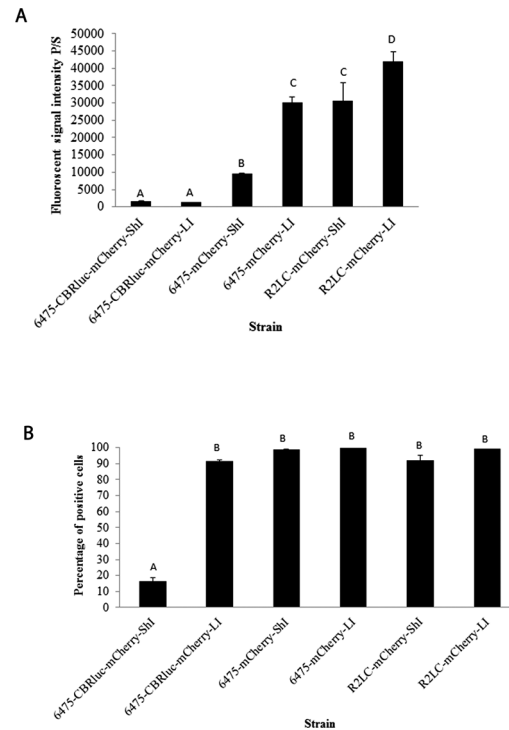 A
Fluoroscent signal intensity P/S
50000
45000
40000
35000
30000
25000
20000
15000
10000
5000
0
A
A
B
C
C
D
6475-CBRluc-mCherry-ShI
6475-CBRluc-mCherry-LI
6475-mCherry-ShI
6475-mCherry-LI
R2LC-mCherry-ShI
R2LC-mCherry-LI
Strain
B
Percentage of positive cells
100
90
80
70
60
50
40
30
20
10
0
A
B
B
B
B
B
6475-CBRluc-mCherry-ShI
6475-CBRluc-mCherry-LI
6475-mCherry-ShI
6475-mCherry-LI
R2LC-mCherry-ShI
R2LC-mCherry-LI
Strain